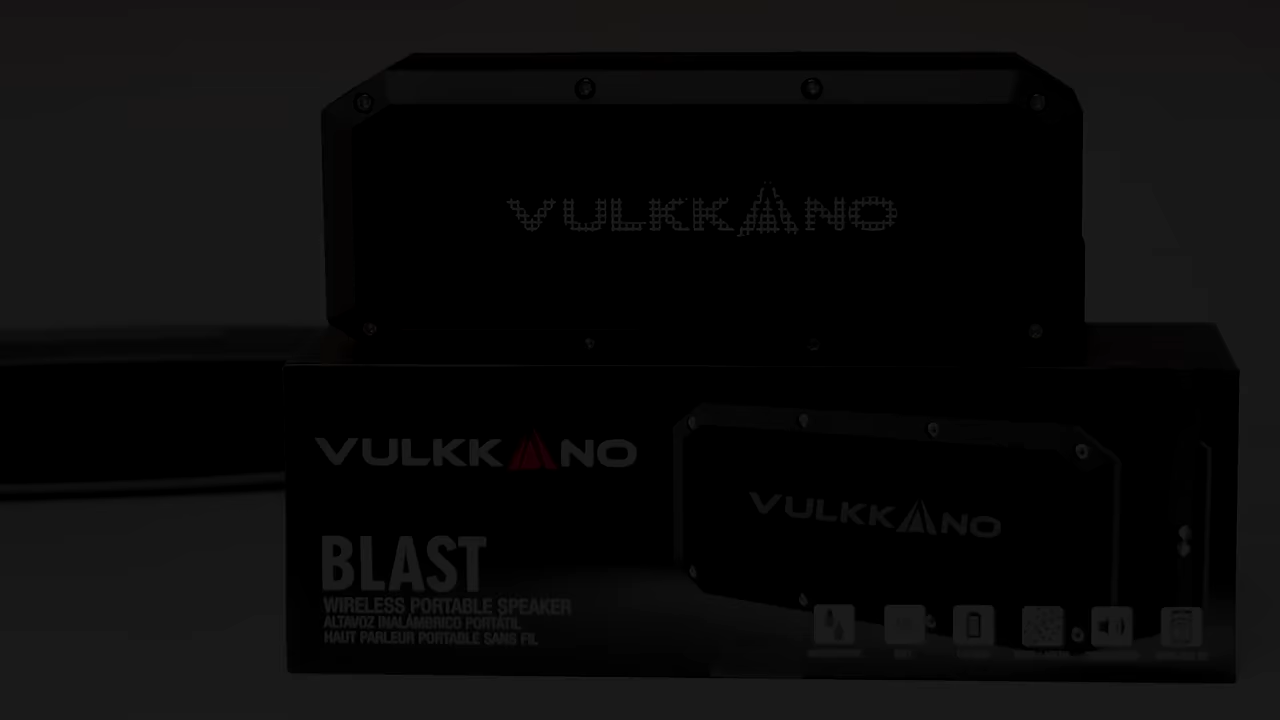 VULKKANO
VULKKANO
VULKKANO
BLAST
WIRELESS PORTABLE SPEAKER
ALTAVOZ INALÁMBRICO PORTÁTIL
HAUT PARLEUR PORTABLE SANS FIL